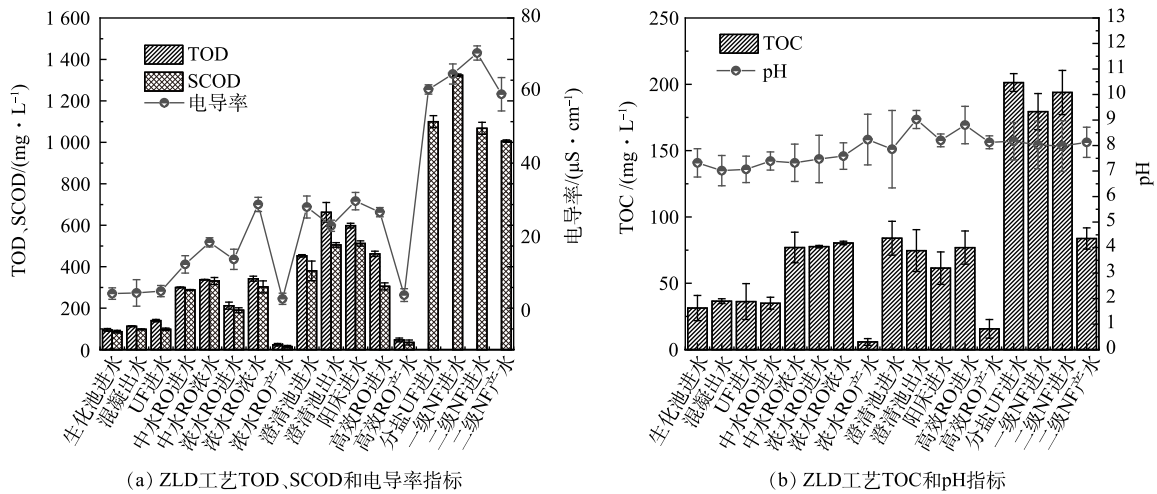 1 600
1 400
1 200
1 000
800
600
400
200
0
TOD、SCOD/(mg·L⁻¹)
TOD
SCOD
电导率
80
60
40
20
0
电导率/(μS·cm⁻¹)
生化池进水
混凝出水
UF进水
中水RO进水
中水RO浓水
浓水RO进水
浓水RO浓水
浓水RO产水
澄清池进水
澄清池出水
阳床进水
高效RO进水
高效RO产水
分盐UF进水
一级NF进水
二级NF进水
二级NF产水
(a) ZLD工艺TOD、SCOD和电导率指标
250
200
150
100
50
0
TOC /(mg·L⁻¹)
TOC
pH
13
12
11
10
9
8
7
6
5
4
3
2
1
0
pH
生化池进水
混凝出水
UF进水
中水RO进水
中水RO浓水
浓水RO进水
浓水RO浓水
浓水RO产水
澄清池进水
澄清池出水
阳床进水
高效RO进水
高效RO产水
分盐UF进水
一级NF进水
二级NF进水
二级NF产水
(b) ZLD工艺TOC和pH指标